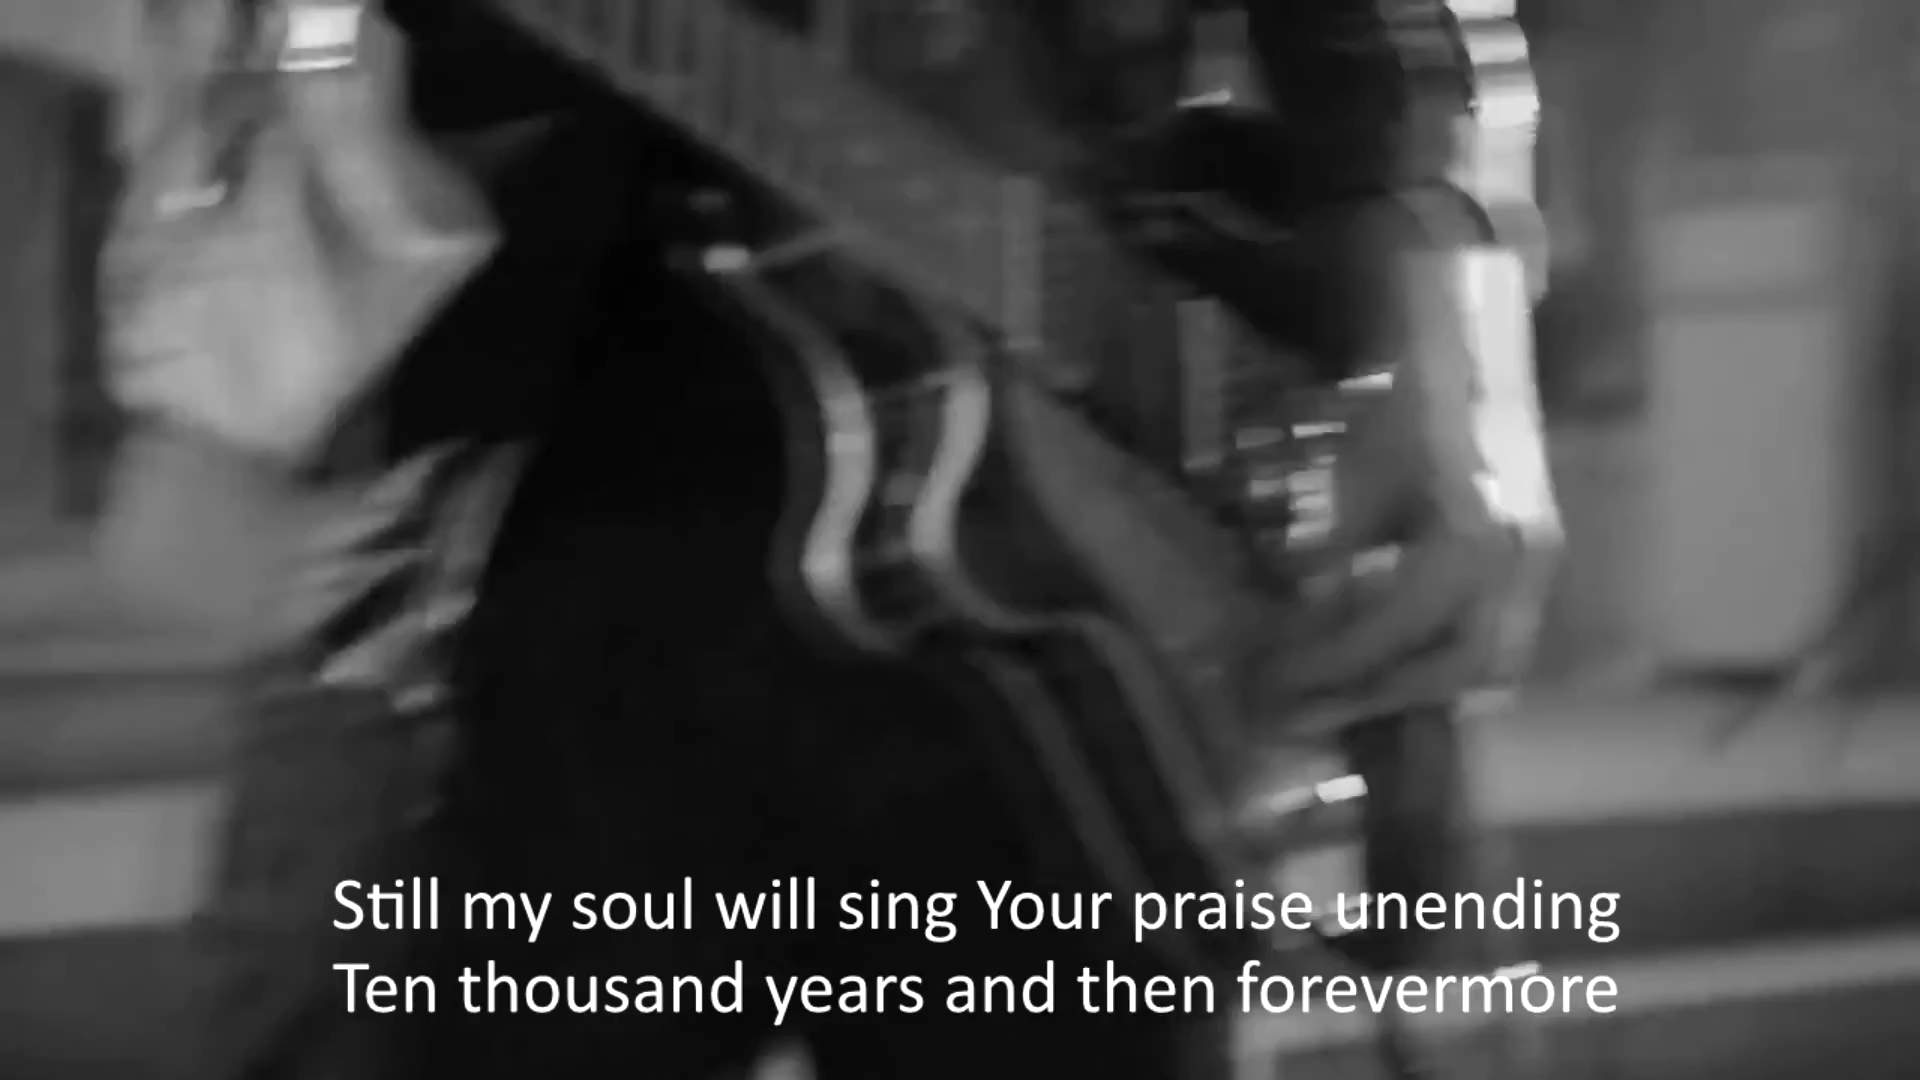 Still my soul will sing Your praise unending
Ten thousand years and then forevermore